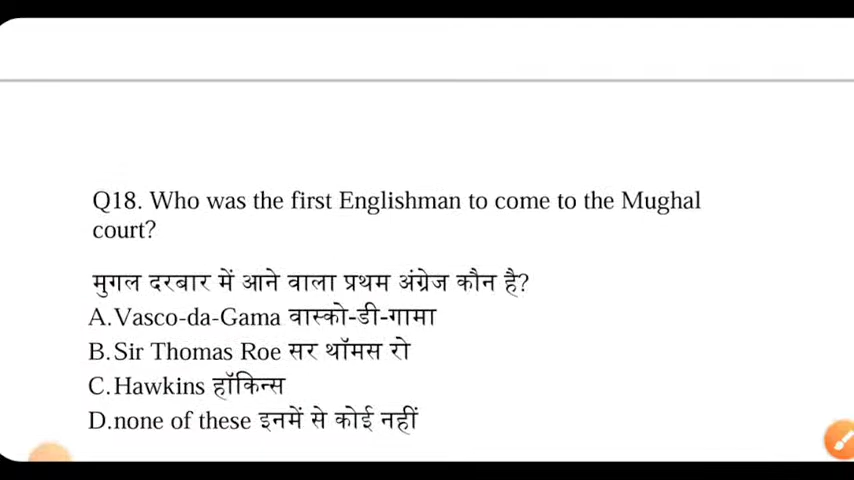 Q18. Who was the first Englishman to come to the Mughal
court?
मुगल दरबार में आने वाला प्रथम अंग्रेज कौन है?
A.Vasco-da-Gama वास्को-डी-गामा
B.Sir Thomas Roe सर थॉमस रो
C.Hawkins हॉकिन्स
D.none of these इनमें से कोई नहीं